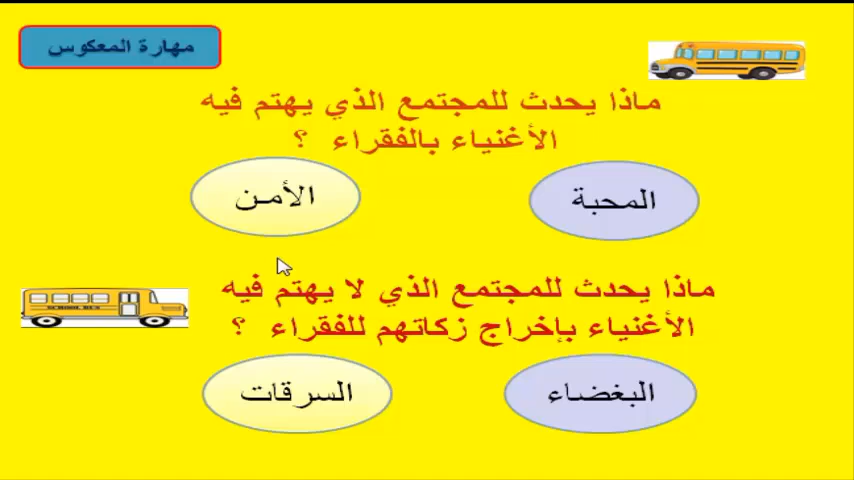 مهارة المعكوس
ماذا يحدث للمجتمع الذي يهتم فيه
الأغنياء بالفقراء ؟
المحبة
الأمن
ماذا يحدث للمجتمع الذي لا يهتم فيه
الأغنياء بإخراج زكاتهم للفقراء ؟
البغضاء
السرقات